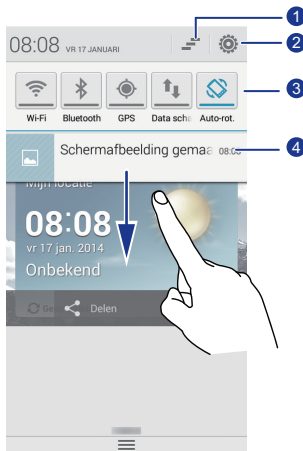 1
08:08 VR 17 JANUARI
2
3
Wi-Fi Bluetooth GPS Data scha Auto-rot.
Schermafbeelding gemaa 08:08 4
Mijn locatie
08:08
vr 17 jan. 2014
Onbekend
Ge Delen